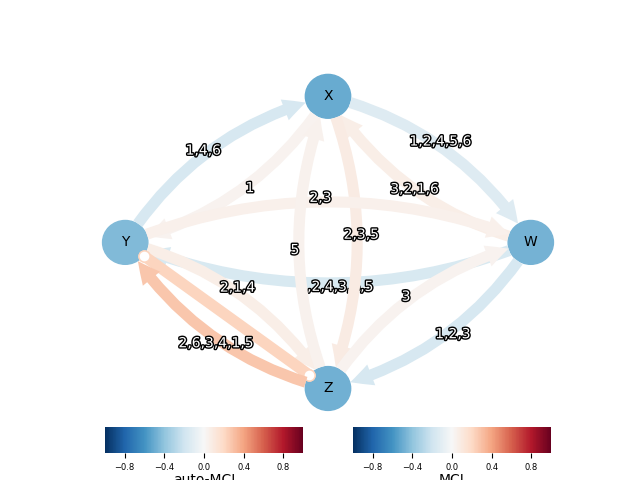 X
1,4,6
1,2,4,5,6
1
3,2,1,6
2,3
2,3,5
Y
W
5
2,1,4
,2,4,3
,5
3
2,6,3,4,1,5
1,2,3
Z
−0.8 −0.4 0.0 0.4 0.8
−0.8 −0.4 0.0 0.4 0.8
auto-MCI
MCI